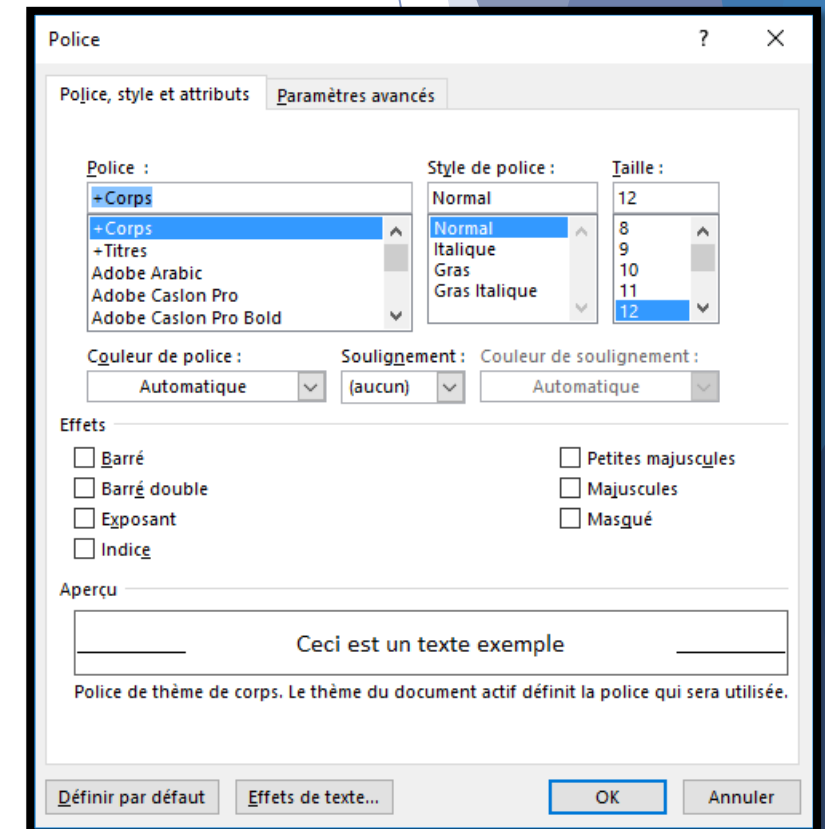 Police ? ×
Police, style et attributs Paramètres avancés
Police : Style de police : Taille :
+Corps Normal 12
+Corps Normal 8
+Titres Italique 9
Adobe Arabic Gras 10
Adobe Caslon Pro Gras Italique 11
Adobe Caslon Pro Bold 12
Couleur de police : Soulignement : Couleur de soulignement :
Automatique (aucun) Automatique
Effets
Barré Petites majuscules
Barré double Majuscules
Exposant Masqué
Indice
Aperçu
Ceci est un texte exemple
Police de thème de corps. Le thème du document actif définit la police qui sera utilisée.
Définir par défaut Effets de texte... OK Annuler